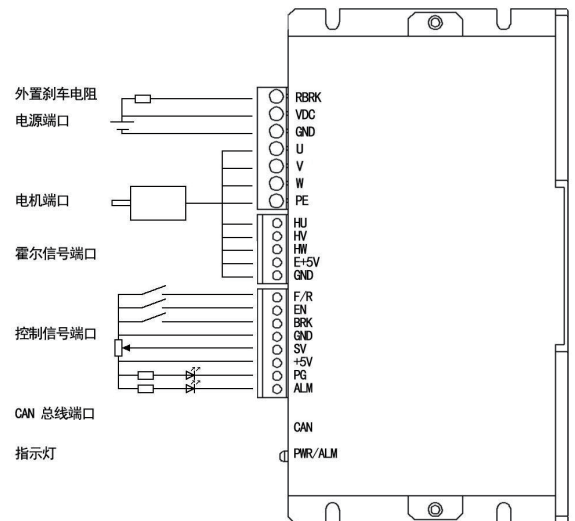 外置刹车电阻
RBRK
电源端口
VDC
GND
U
V
W
电机端口
PE
HU
HV
HW
霍尔信号端口
E+5V
GND
F/R
EN
BRK
控制信号端口
GND
SV
+5V
PG
ALM
CAN 总线端口
CAN
指示灯
PWR/ALM